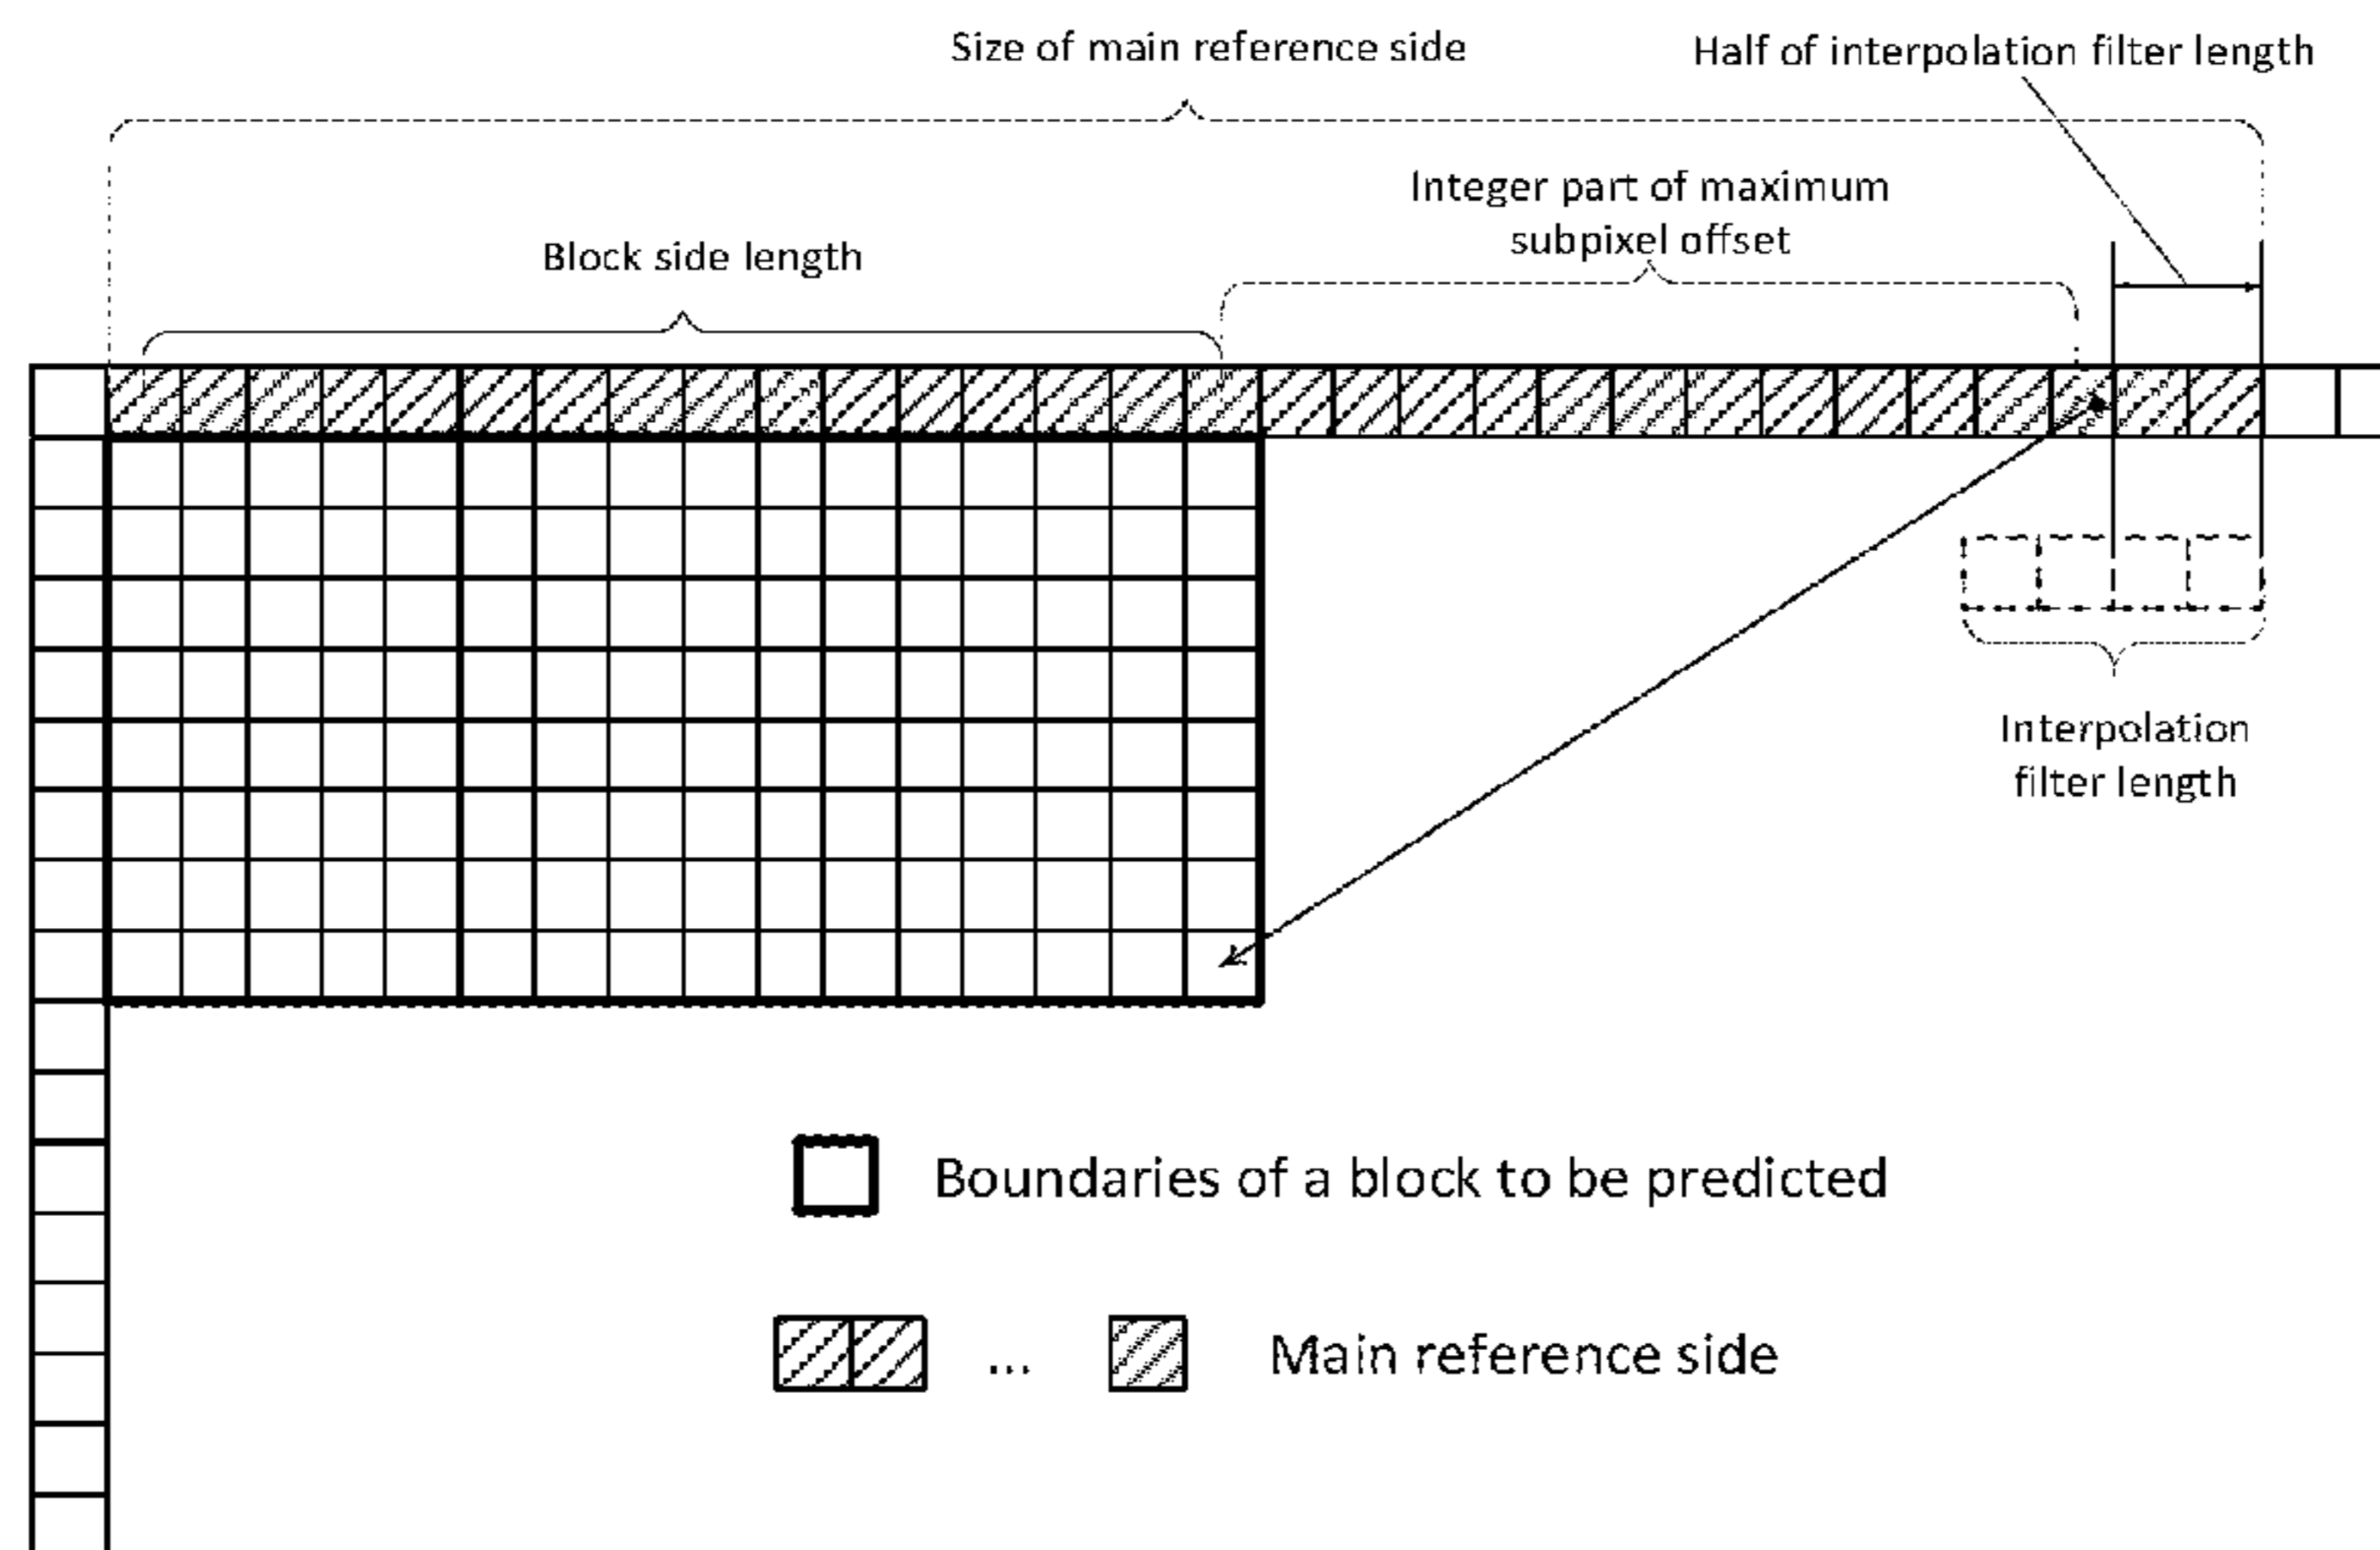 Size of main reference side
Half of interpolation filter length
Integer part of maximum
subpixel offset
Block side length
Interpolation
filter length
Boundaries of a block to be predicted
... Main reference side